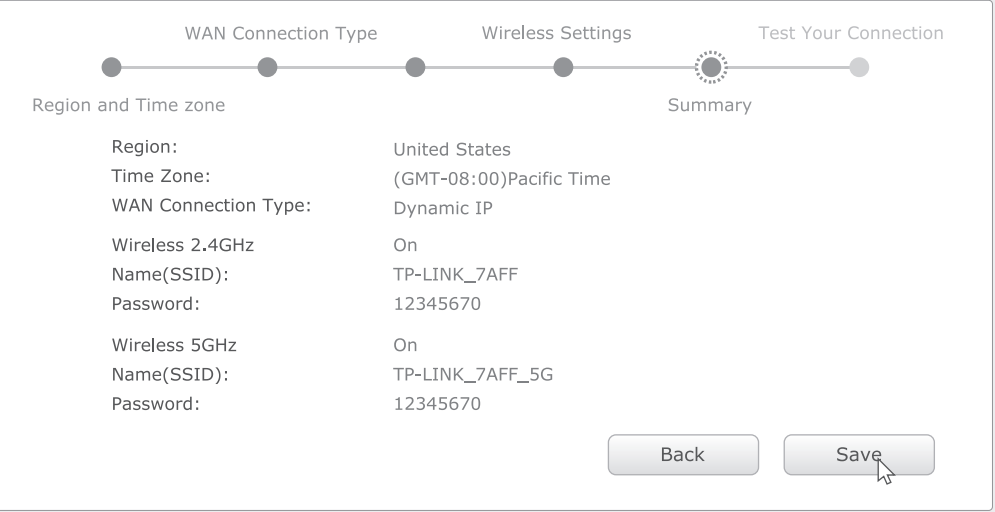 WAN Connection Type Wireless Settings Test Your Connection
Region and Time zone Summary
Region: United States
Time Zone: (GMT-08:00)Pacific Time
WAN Connection Type: Dynamic IP
Wireless 2.4GHz On
Name(SSID): TP-LINK_7AFF
Password: 12345670
Wireless 5GHz On
Name(SSID): TP-LINK_7AFF_5G
Password: 12345670
Back Save